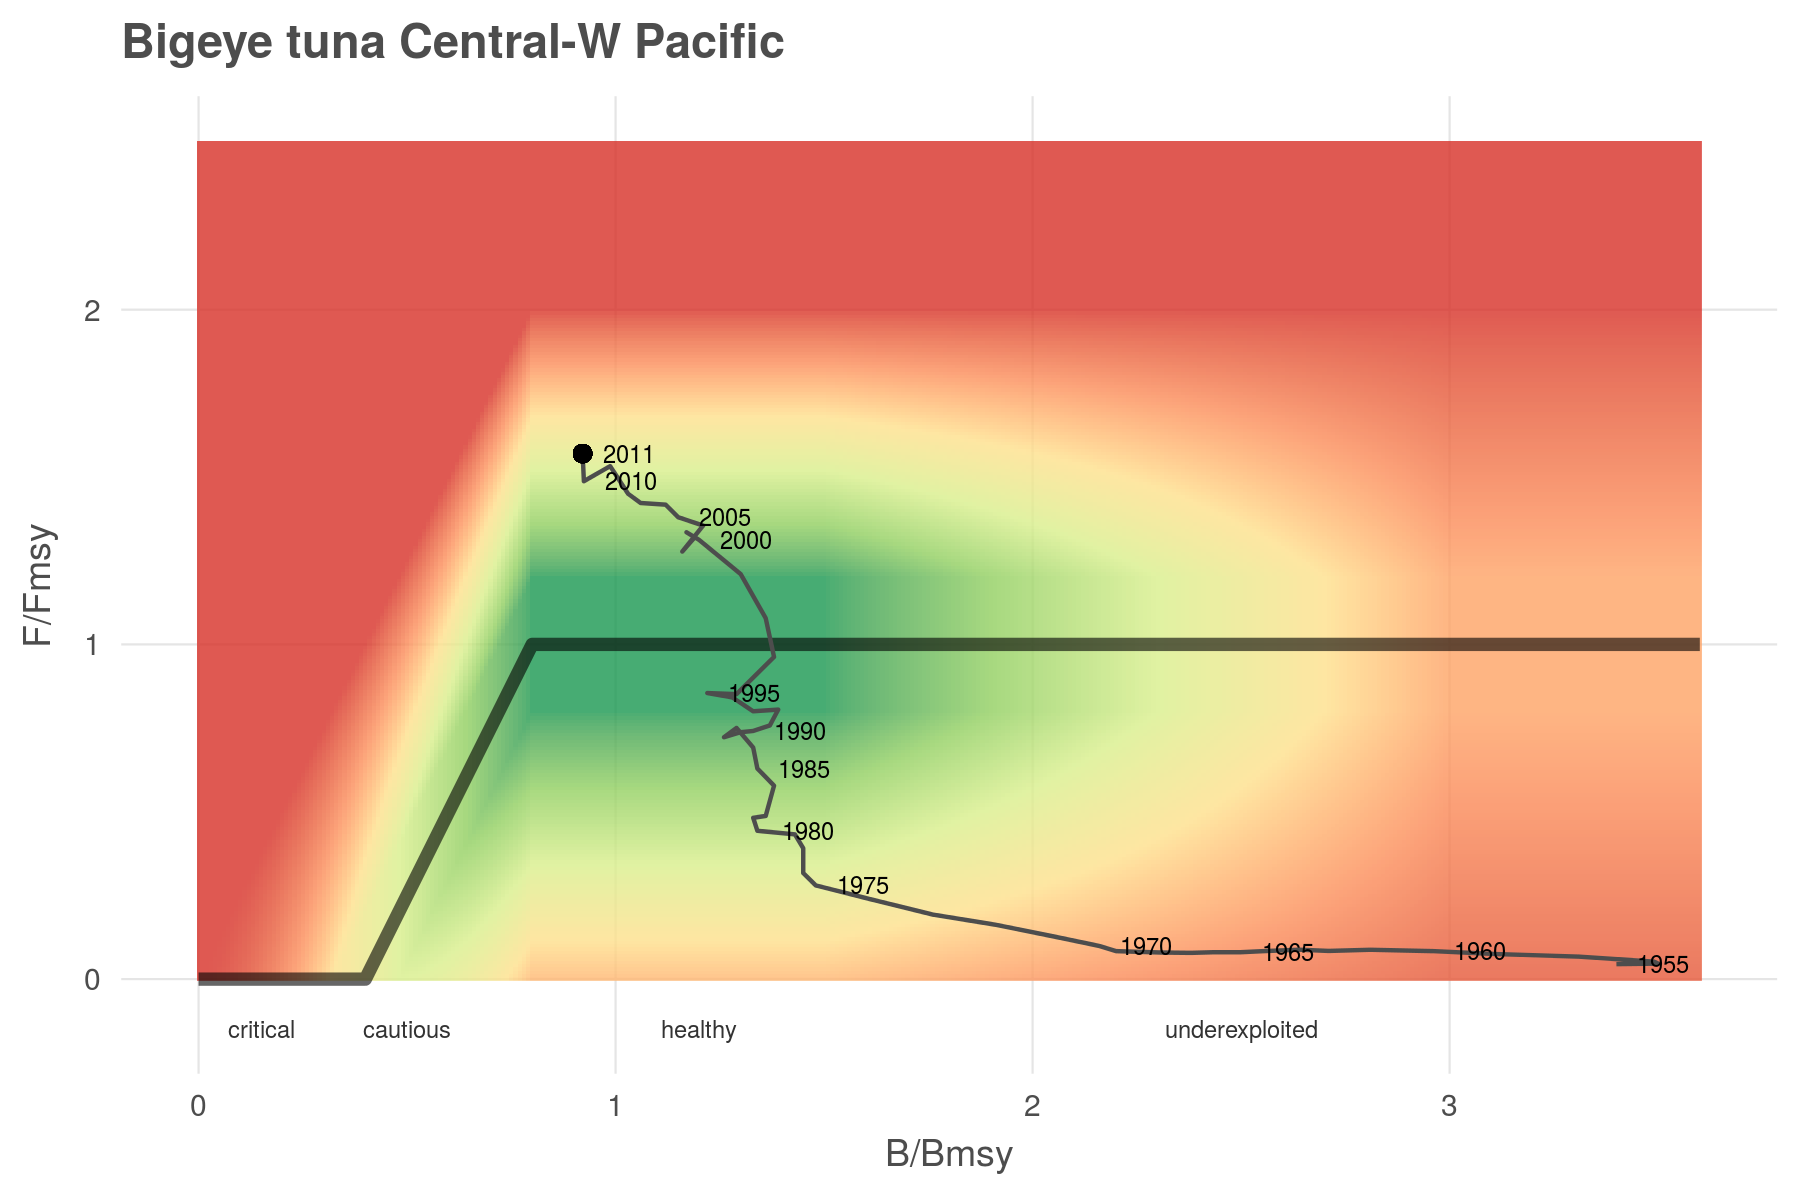 Bigeye tuna Central-W Pacific
F/Fmsy
2
1
0
2011
2010
2005
2000
1995
1990
1985
1980
1975
1970
1965
1960
1955
critical
cautious
healthy
underexploited
0
1
2
3
B/Bmsy